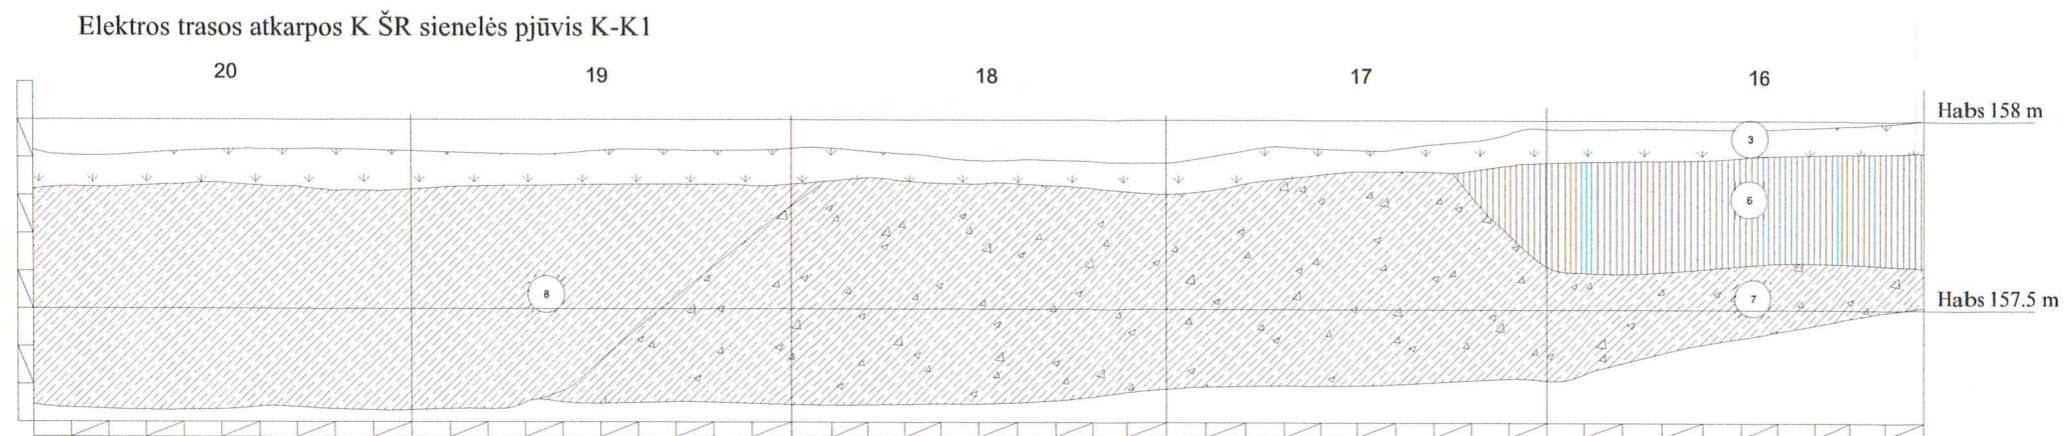 Elektros trasos atkarpos K ŠR sienelės pjūvis K-K1
20 19 18 17 16
Habs 158 m
3
6
8
7
Habs 157.5 m